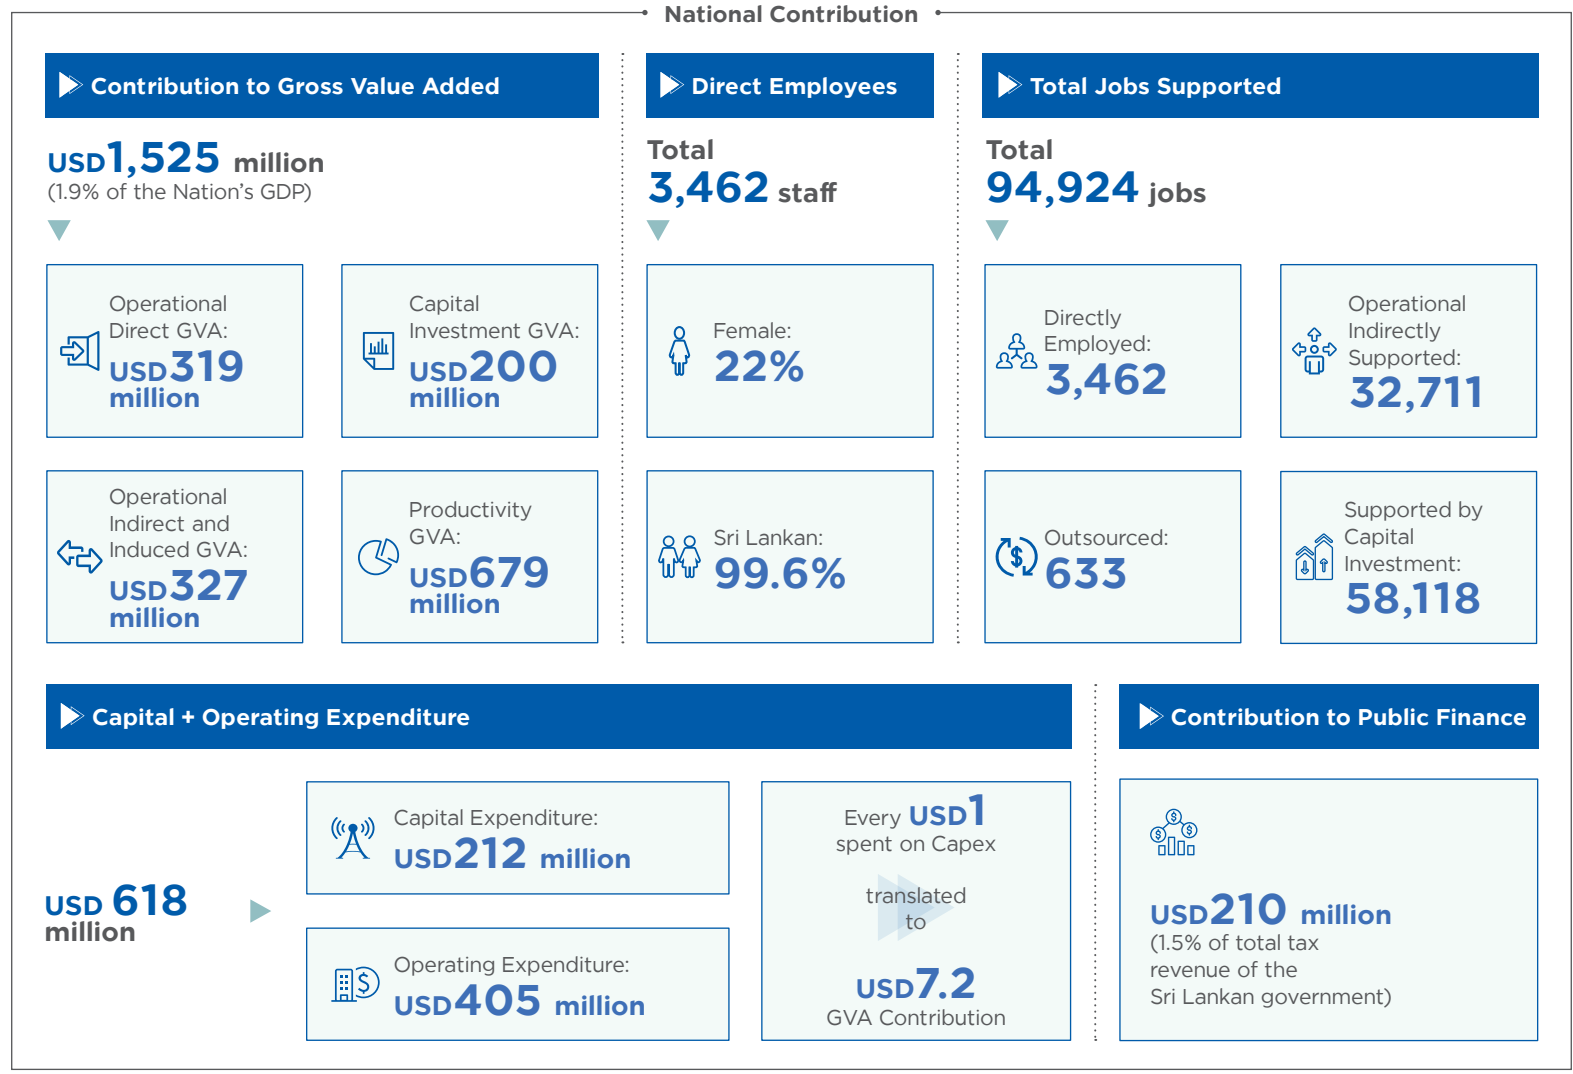 National Contribution
Contribution to Gross Value Added
USD1,525 million
(1.9% of the Nation's GDP)
Operational
Direct GVA:
USD319
million
Capital
Investment GVA:
USD200
million
Operational
Indirect and
Induced GVA:
USD327
million
Productivity
GVA:
USD679
million
Direct Employees
Total
3,462 staff
Female:
22%
Sri Lankan:
99.6%
Total Jobs Supported
Total
94,924 jobs
Directly
Employed:
3,462
Operational
Indirectly
Supported:
32,711
Outsourced:
633
Supported by
Capital
Investment:
58,118
Capital + Operating Expenditure
USD 618
million
Capital Expenditure:
USD212 million
Operating Expenditure:
USD405 million
Every USD1
spent on Capex
translated
to
USD7.2
GVA Contribution
Contribution to Public Finance
USD210 million
(1.5% of total tax
revenue of the
Sri Lankan government)